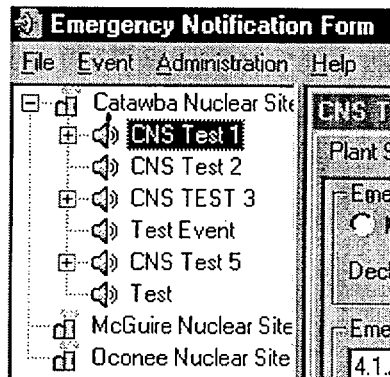 Emergency Notification Form
File Event Administration Help
Catawba Nuclear Site
CNS Test 1
CNS Test 2
CNS TEST 3
Test Event
CNS Test 5
Test
McGuire Nuclear Site
Oconee Nuclear Site
CNS T
Plant S
Eme
Decl
Eme
4.1.